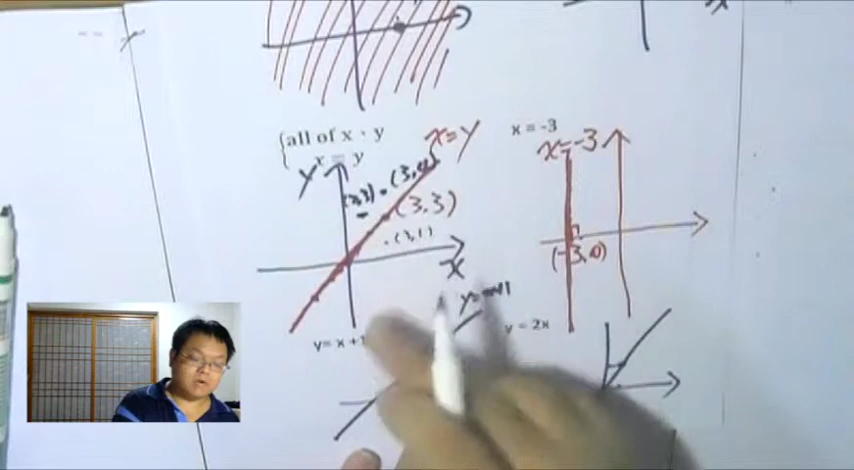 {all of x · y
x = y
x=y
Y
(3,3)
(3,1)
X
x = -3
x=-3
(-3,0)
y= x +1
y = 2x